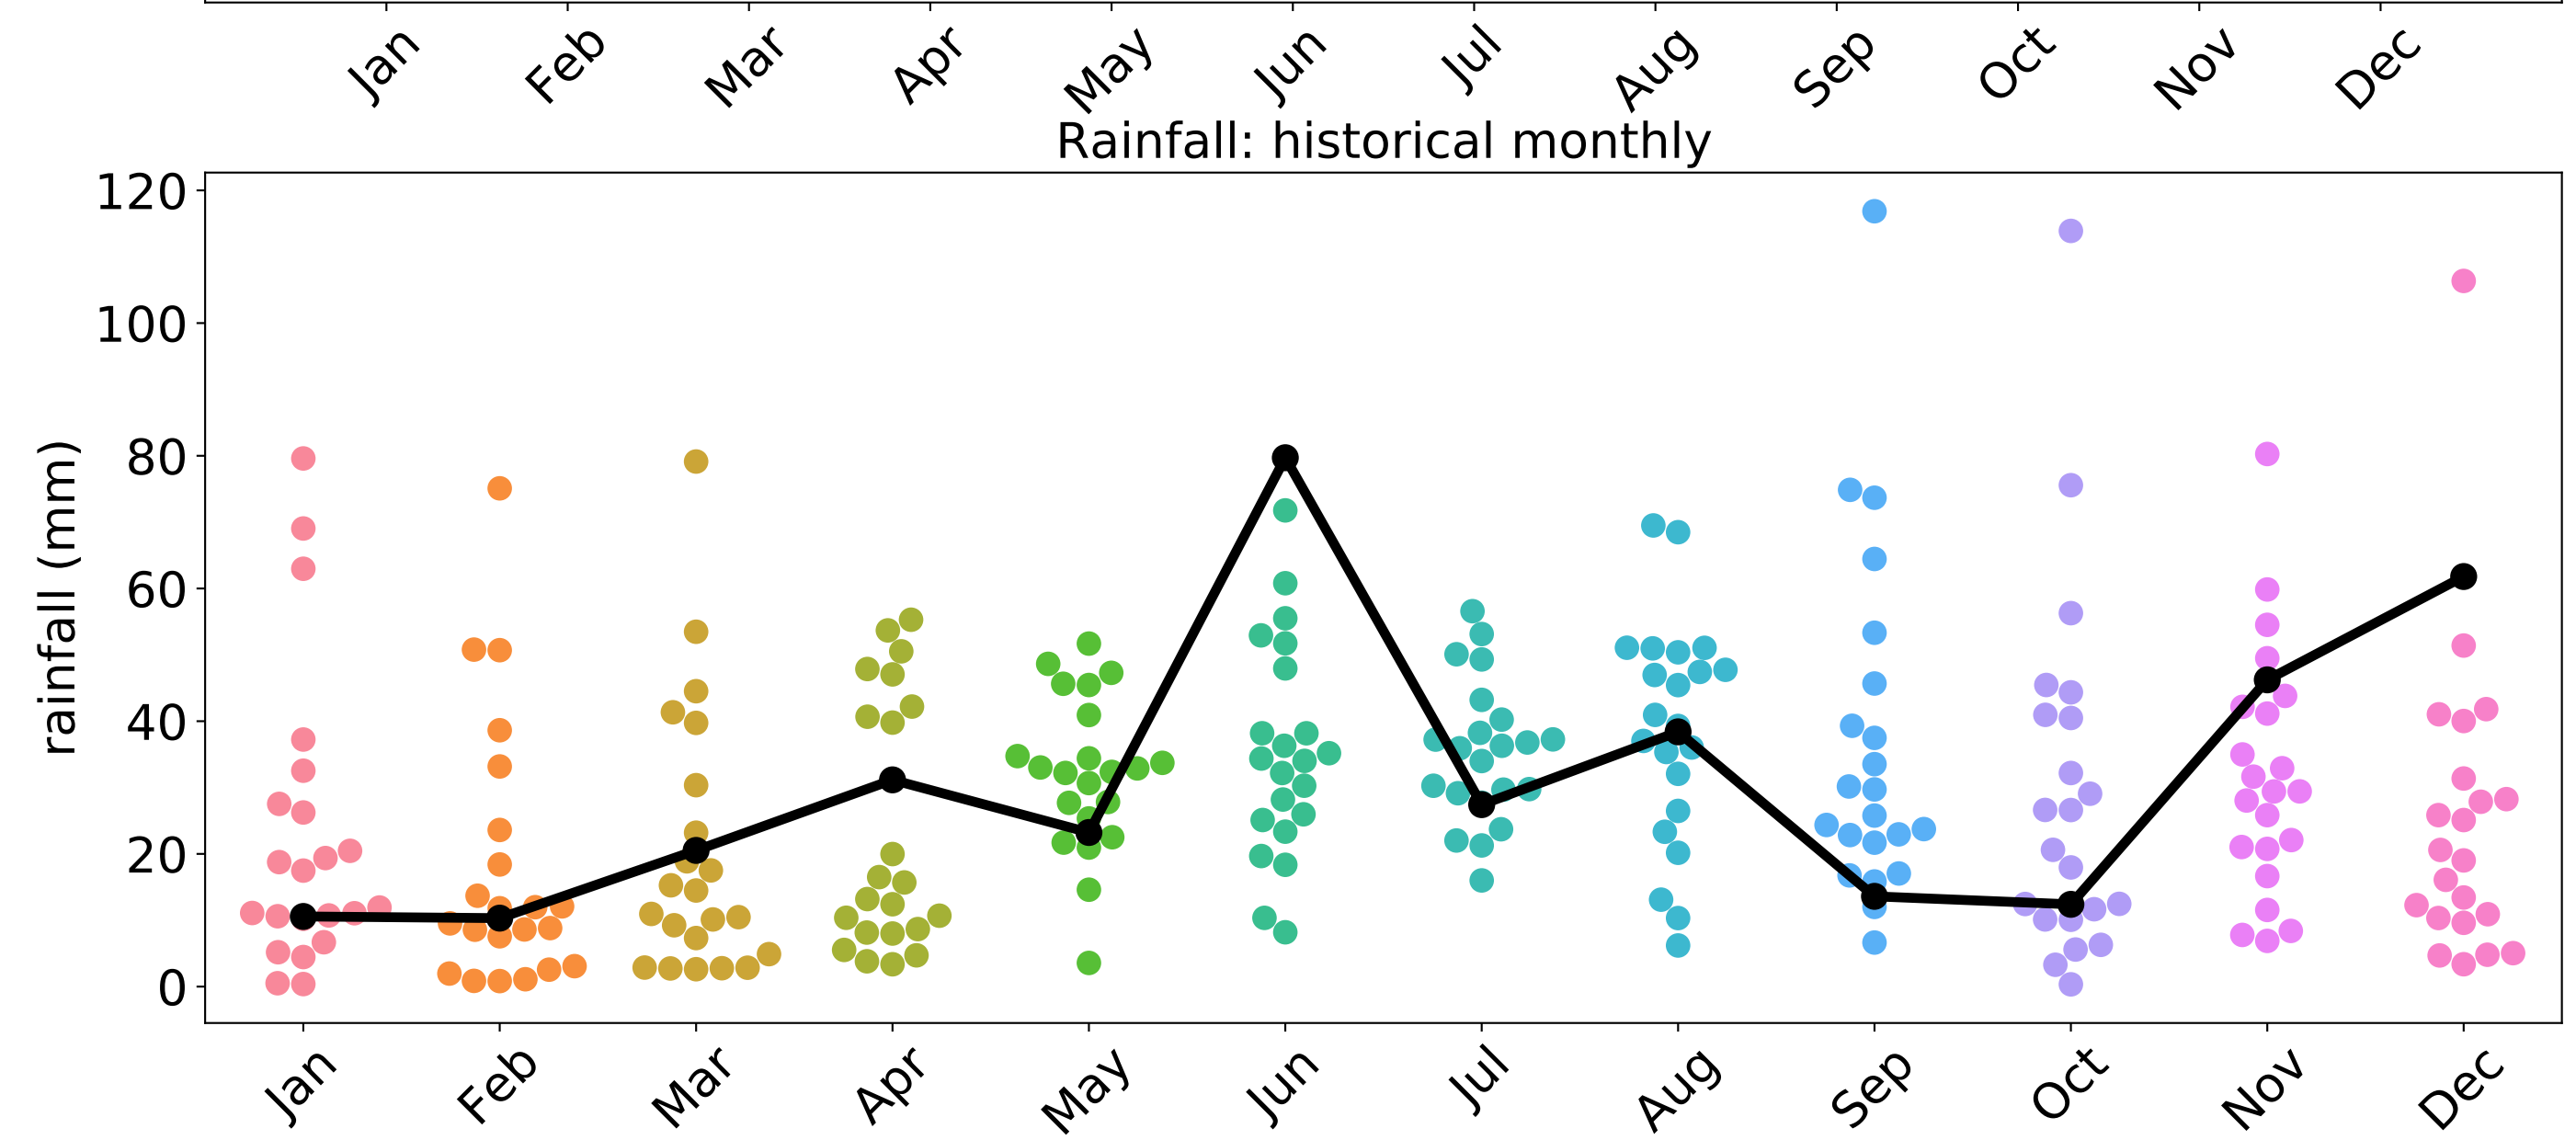 Jan Feb Mar Apr May Jun Jul Aug Sep Oct Nov Dec
Rainfall: historical monthly
120
100
80
60
40
20
0
rainfall (mm)
Jan Feb Mar Apr May Jun Jul Aug Sep Oct Nov Dec